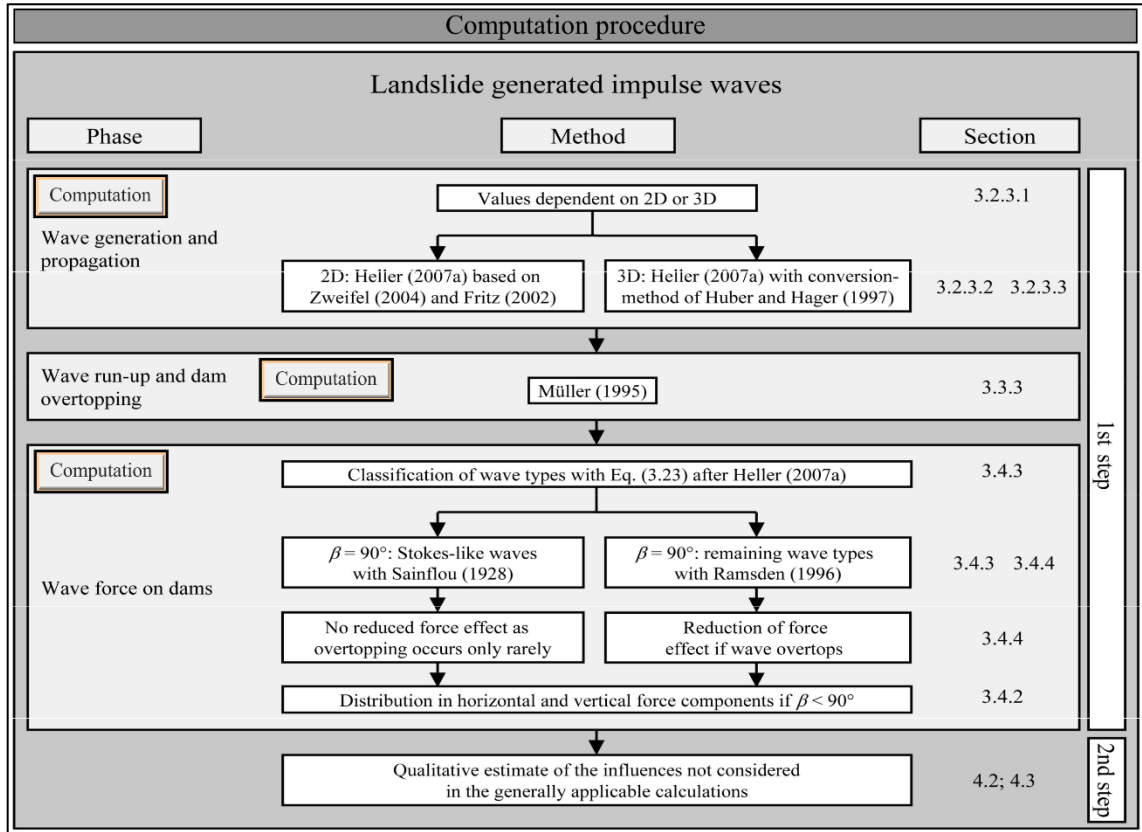 Computation procedure
Landslide generated impulse waves
Phase
Method
Section
Computation
Values dependent on 2D or 3D
3.2.3.1
Wave generation and
propagation
2D: Heller (2007a) based on
Zweifel (2004) and Fritz (2002)
3D: Heller (2007a) with conversion-
method of Huber and Hager (1997)
3.2.3.2 3.2.3.3
Wave run-up and dam
overtopping
Computation
Müller (1995)
3.3.3
1st step
Computation
Classification of wave types with Eq. (3.23) after Heller (2007a)
3.4.3
Wave force on dams
β = 90°: Stokes-like waves
with Sainflou (1928)
β = 90°: remaining wave types
with Ramsden (1996)
3.4.3 3.4.4
No reduced force effect as
overtopping occurs only rarely
Reduction of force
effect if wave overtops
3.4.4
Distribution in horizontal and vertical force components if β < 90°
3.4.2
Qualitative estimate of the influences not considered
in the generally applicable calculations
4.2; 4.3
2nd step